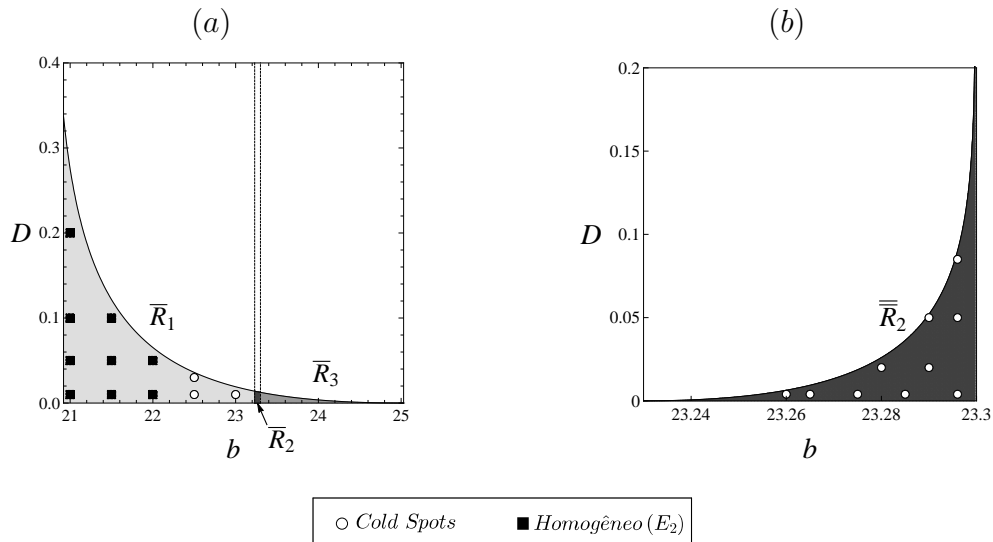 (a) (b)
0.4
0.3
0.2
0.1
0.0
D
R̅₁
R̅₃
R̅₂
21 22 23 24 25
b
0.2
0.15
0.1
0.05
0
D
R̿₂
23.24 23.26 23.28 23.3
b
Cold Spots Homogêneo (E₂)